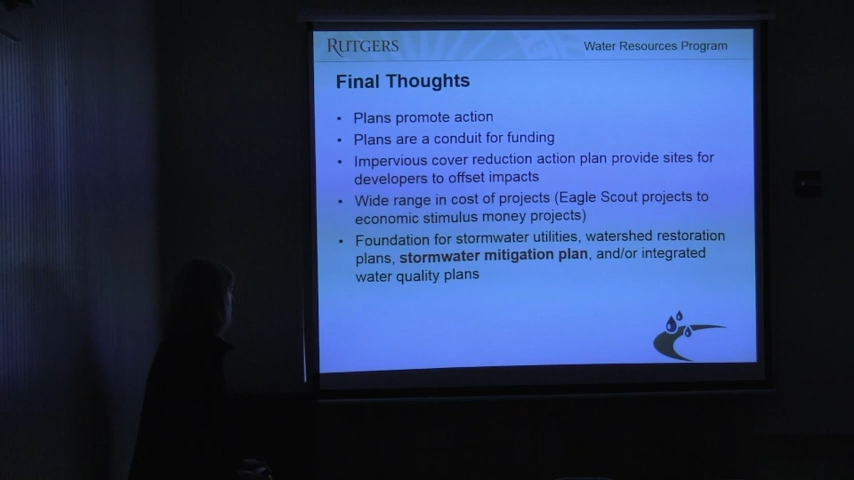 RUTGERS
Water Resources Program
Final Thoughts
• Plans promote action
• Plans are a conduit for funding
• Impervious cover reduction action plan provide sites for
developers to offset impacts
• Wide range in cost of projects (Eagle Scout projects to
economic stimulus money projects)
• Foundation for stormwater utilities, watershed restoration
plans, stormwater mitigation plan, and/or integrated
water quality plans